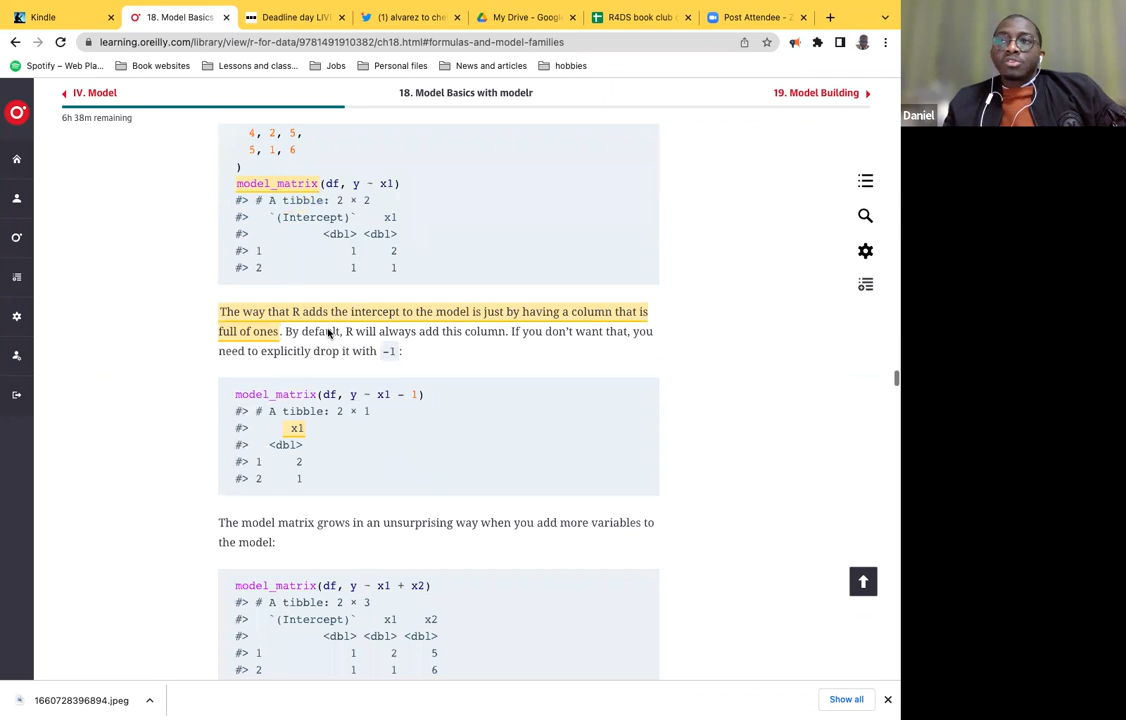 Kindle
18. Model Basics
Deadline day LIV
(1) alvarez to che
My Drive - Google
R4DS book club
Post Attendee - Z
learning.oreilly.com/library/view/r-for-data/9781491910382/ch18.html#formulas-and-model-families
Spotify – Web Pla...
Book websites
Lessons and class...
Jobs
Personal files
News and articles
hobbies
IV. Model
18. Model Basics with modelr
19. Model Building
6h 38m remaining
4, 2, 5,
5, 1, 6
)
model_matrix(df, y ~ x1)
#> # A tibble: 2 × 2
#> `(Intercept)` x1
#> <dbl> <dbl>
#> 1 1 2
#> 2 1 1
The way that R adds the intercept to the model is just by having a column that is
full of ones. By default, R will always add this column. If you don’t want that, you
need to explicitly drop it with -1:
model_matrix(df, y ~ x1 - 1)
#> # A tibble: 2 × 1
#> x1
#> <dbl>
#> 1 2
#> 2 1
The model matrix grows in an unsurprising way when you add more variables to
the model:
model_matrix(df, y ~ x1 + x2)
#> # A tibble: 2 × 3
#> `(Intercept)` x1 x2
#> <dbl> <dbl> <dbl>
#> 1 1 2 5
#> 2 1 1 6
1660728396894.jpeg
Show all
Daniel